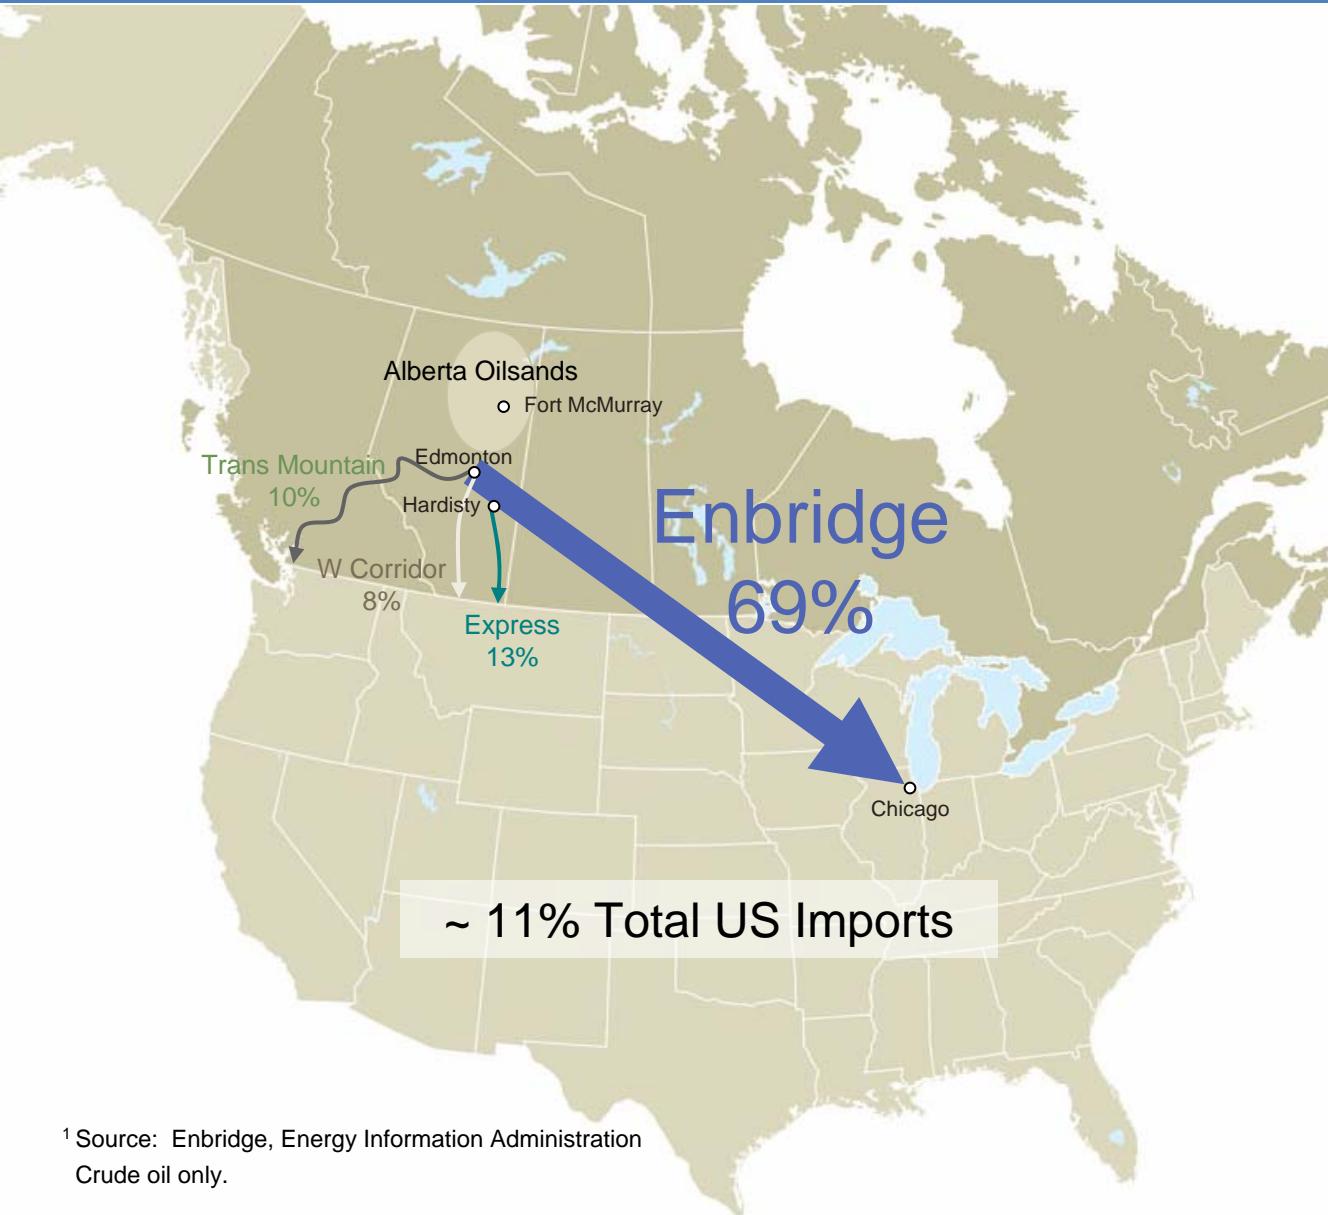 Alberta Oilsands
Fort McMurray
Trans Mountain
10%
Edmonton
Hardisty
Enbridge
69%
W Corridor
8%
Express
13%
Chicago
~ 11% Total US Imports
1 Source:  Enbridge, Energy Information Administration
Crude oil only.